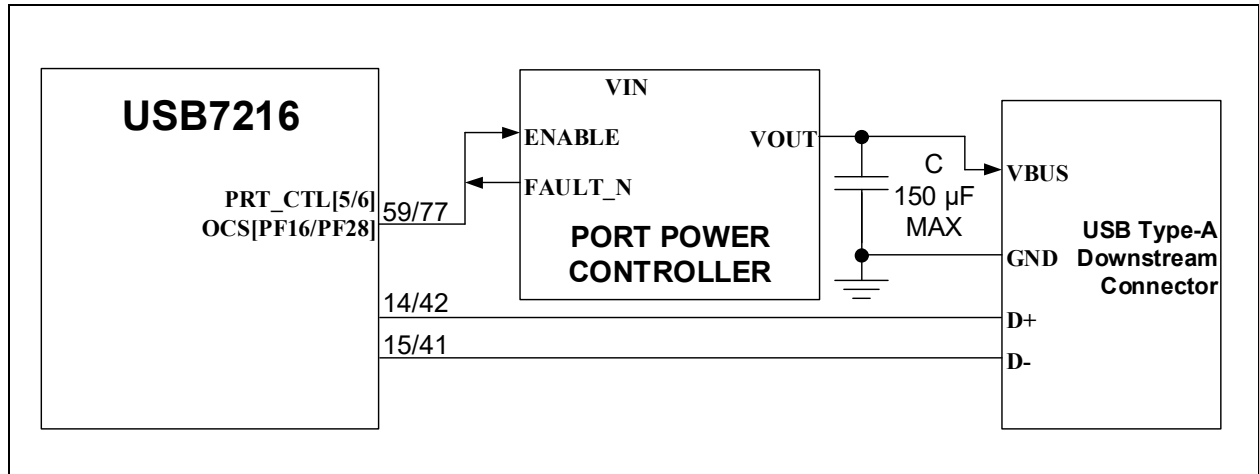 USB7216
PRT_CTL[5/6]
OCS[PF16/PF28]
59/77
14/42
15/41
VIN
ENABLE
FAULT_N
VOUT
PORT POWER
CONTROLLER
C
150 µF
MAX
VBUS
GND
D+
D-
USB Type-A
Downstream
Connector